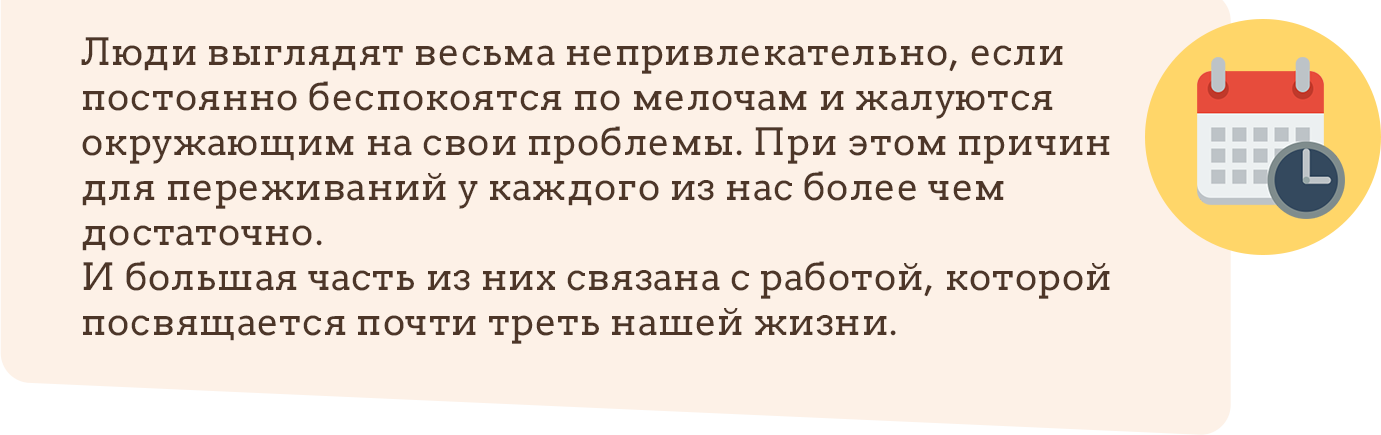 Люди выглядят весьма непривлекательно, если
постоянно беспокоятся по мелочам и жалуются
окружающим на свои проблемы. При этом причин
для переживаний у каждого из нас более чем
достаточно.
И большая часть из них связана с работой, которой
посвящается почти треть нашей жизни.